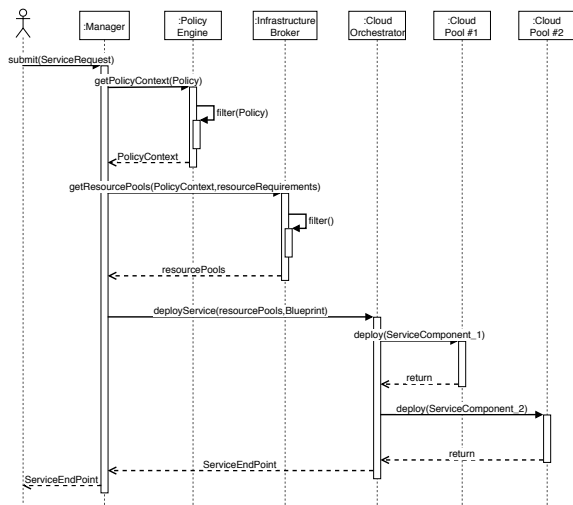 :Manager
:Policy
Engine
:Infrastructure
Broker
:Cloud
Orchestrator
:Cloud
Pool #1
:Cloud
Pool #2
submit(ServiceRequest)
getPolicyContext(Policy)
filter(Policy)
PolicyContext
getResourcePools(PolicyContext,resourceRequirements)
filter()
resourcePools
deployService(resourcePools,Blueprint)
deploy(ServiceComponent_1)
return
deploy(ServiceComponent_2)
return
ServiceEndPoint
ServiceEndPoint